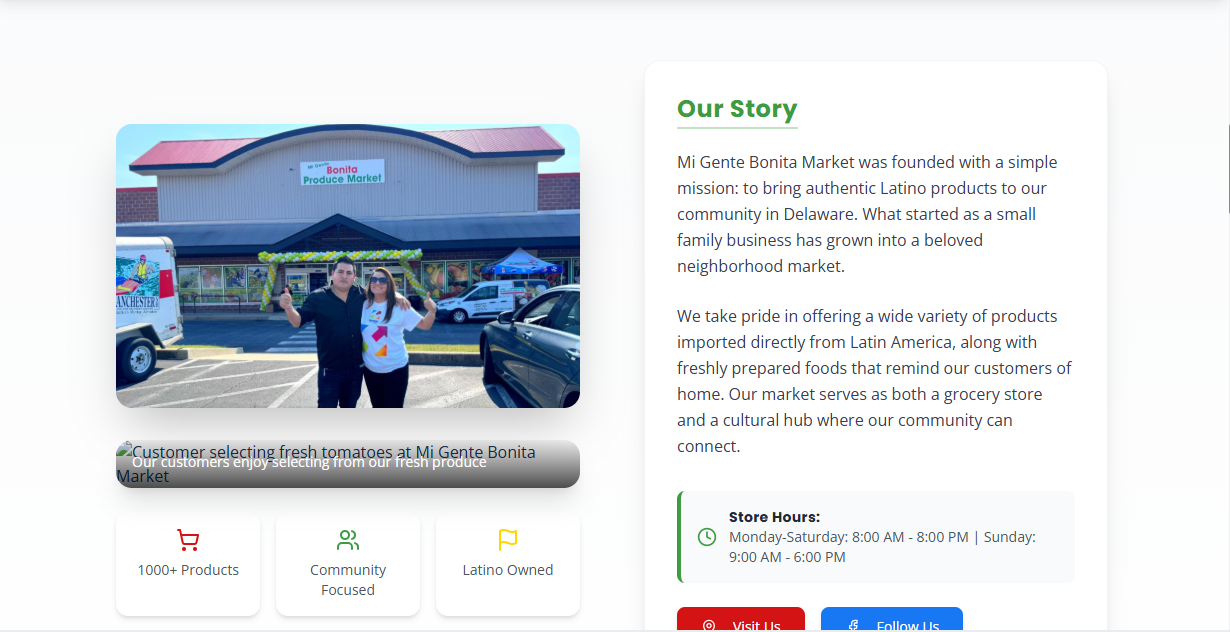 Mi Gente
Bonita
Produce Market
ANCHESTER
Customer selecting fresh tomatoes at Mi Gente Bonita
Market
Our customers enjoy selecting from our fresh produce
1000+ Products
Community
Focused
Latino Owned
Our Story
Mi Gente Bonita Market was founded with a simple
mission: to bring authentic Latino products to our
community in Delaware. What started as a small
family business has grown into a beloved
neighborhood market.
We take pride in offering a wide variety of products
imported directly from Latin America, along with
freshly prepared foods that remind our customers of
home. Our market serves as both a grocery store
and a cultural hub where our community can
connect.
Store Hours:
Monday-Saturday: 8:00 AM - 8:00 PM | Sunday:
9:00 AM - 6:00 PM
Visit Us
Follow Us